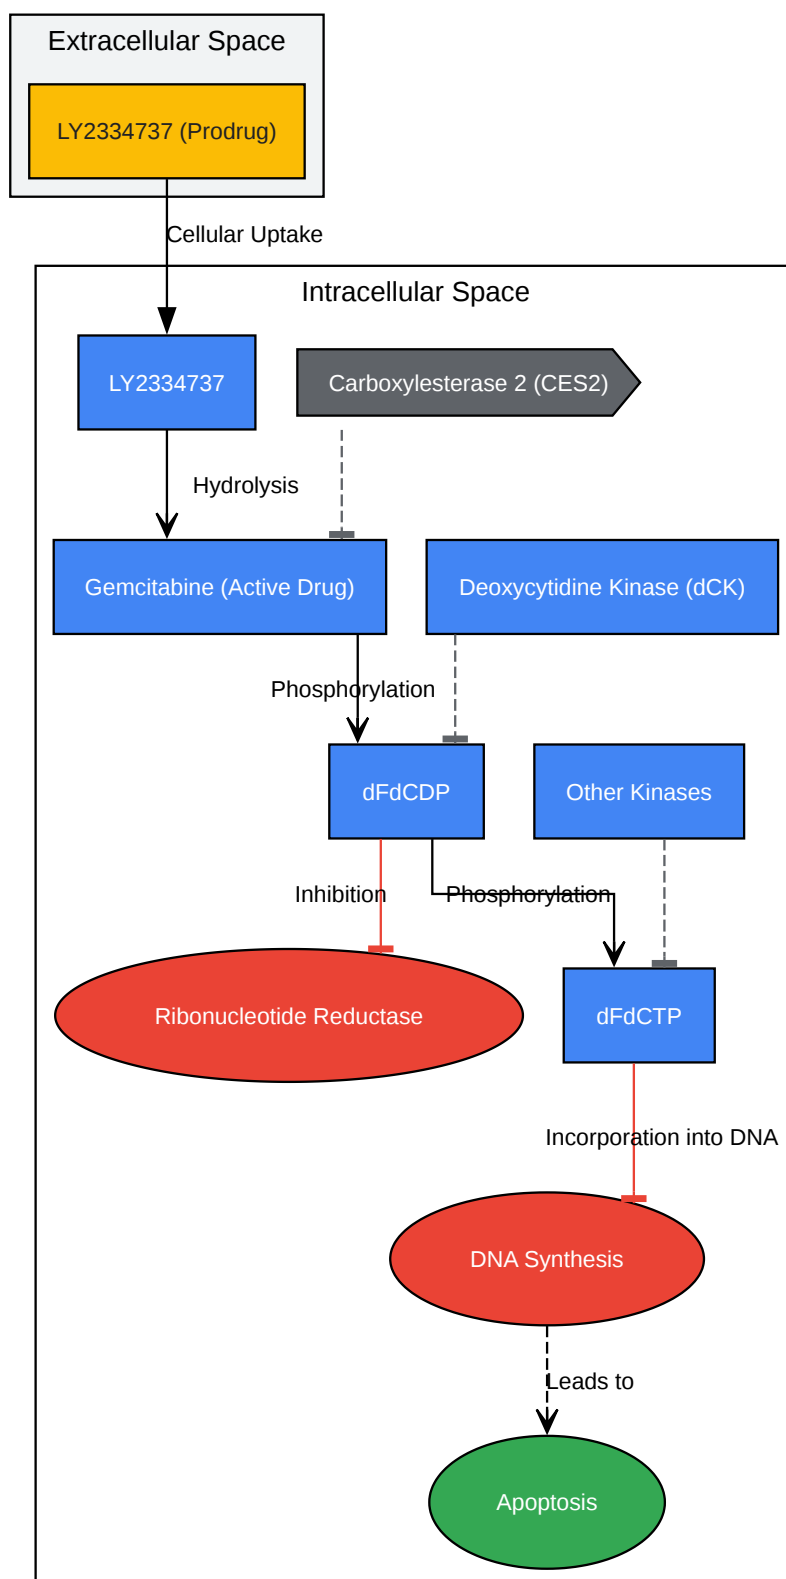 Extracellular Space
LY2334737 (Prodrug)
Cellular Uptake
Intracellular Space
LY2334737
Carboxylesterase 2 (CES2)
Hydrolysis
Gemcitabine (Active Drug)
Deoxycytidine Kinase (dCK)
Phosphorylation
dFdCDP
Other Kinases
Inhibition
Phosphorylation
Ribonucleotide Reductase
dFdCTP
Incorporation into DNA
DNA Synthesis
Leads to
Apoptosis